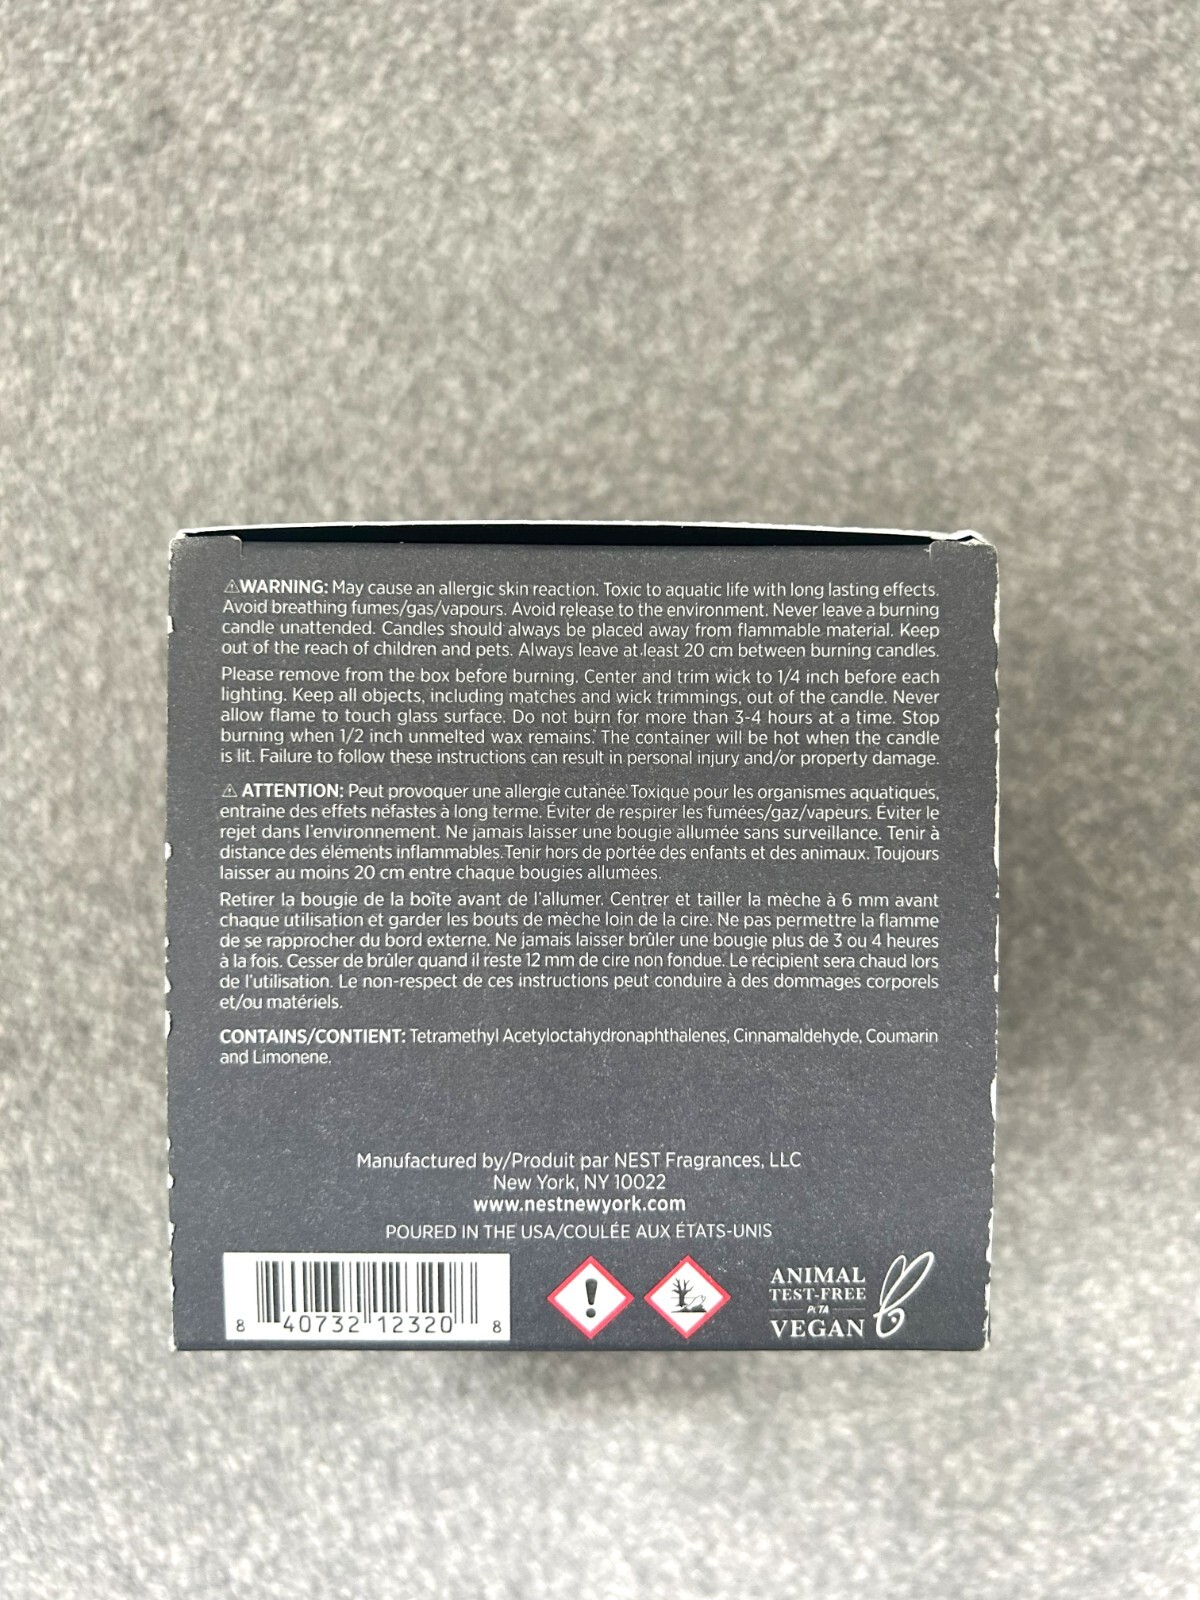 ⚠WARNING: May cause an allergic skin reaction. Toxic to aquatic life with long lasting effects.
Avoid breathing fumes/gas/vapours. Avoid release to the environment. Never leave a burning
candle unattended. Candles should always be placed away from flammable material. Keep
out of the reach of children and pets. Always leave at least 20 cm between burning candles.
Please remove from the box before burning. Center and trim wick to 1/4 inch before each
lighting. Keep all objects, including matches and wick trimmings, out of the candle. Never
allow flame to touch glass surface. Do not burn for more than 3-4 hours at a time. Stop
burning when 1/2 inch unmelted wax remains. The container will be hot when the candle
is lit. Failure to follow these instructions can result in personal injury and/or property damage.
⚠ ATTENTION: Peut provoquer une allergie cutanée. Toxique pour les organismes aquatiques,
entraîne des effets néfastes à long terme. Éviter de respirer les fumées/gaz/vapeurs. Éviter le
rejet dans l'environnement. Ne jamais laisser une bougie allumée sans surveillance. Tenir à
distance des éléments inflammables. Tenir hors de portée des enfants et des animaux. Toujours
laisser au moins 20 cm entre chaque bougies allumées.
Retirer la bougie de la boîte avant de l'allumer. Centrer et tailler la mèche à 6 mm avant
chaque utilisation et garder les bouts de mèche loin de la cire. Ne pas permettre la flamme
de se rapprocher du bord externe. Ne jamais laisser brûler une bougie plus de 3 ou 4 heures
à la fois. Cesser de brûler quand il reste 12 mm de cire non fondue. Le récipient sera chaud lors
de l'utilisation. Le non-respect de ces instructions peut conduire à des dommages corporels
et/ou matériels.
CONTAINS/CONTIENT: Tetramethyl Acetyloctahydronaphthalenes, Cinnamaldehyde, Coumarin
and Limonene.
Manufactured by/Produit par NEST Fragrances, LLC
New York, NY 10022
www.nestnewyork.com
POURED IN THE USA/COULÉE AUX ÉTATS-UNIS
8 40732 12320 8
ANIMAL
TEST-FREE
PETA
VEGAN